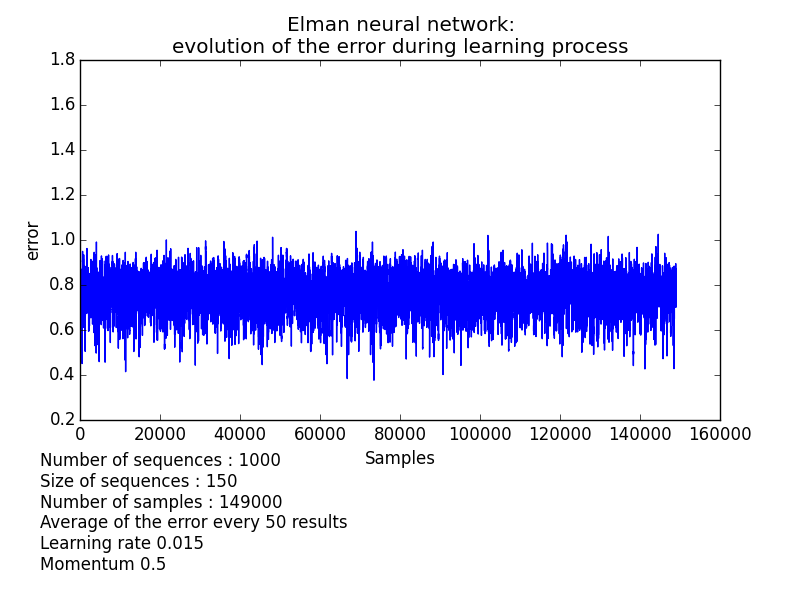 Elman neural network:
evolution of the error during learning process
1.8
1.6
1.4
1.2
1.0
0.8
0.6
0.4
0.2
error
0 20000 40000 60000 80000 100000 120000 140000 160000
Samples
Number of sequences : 1000
Size of sequences : 150
Number of samples : 149000
Average of the error every 50 results
Learning rate 0.015
Momentum 0.5